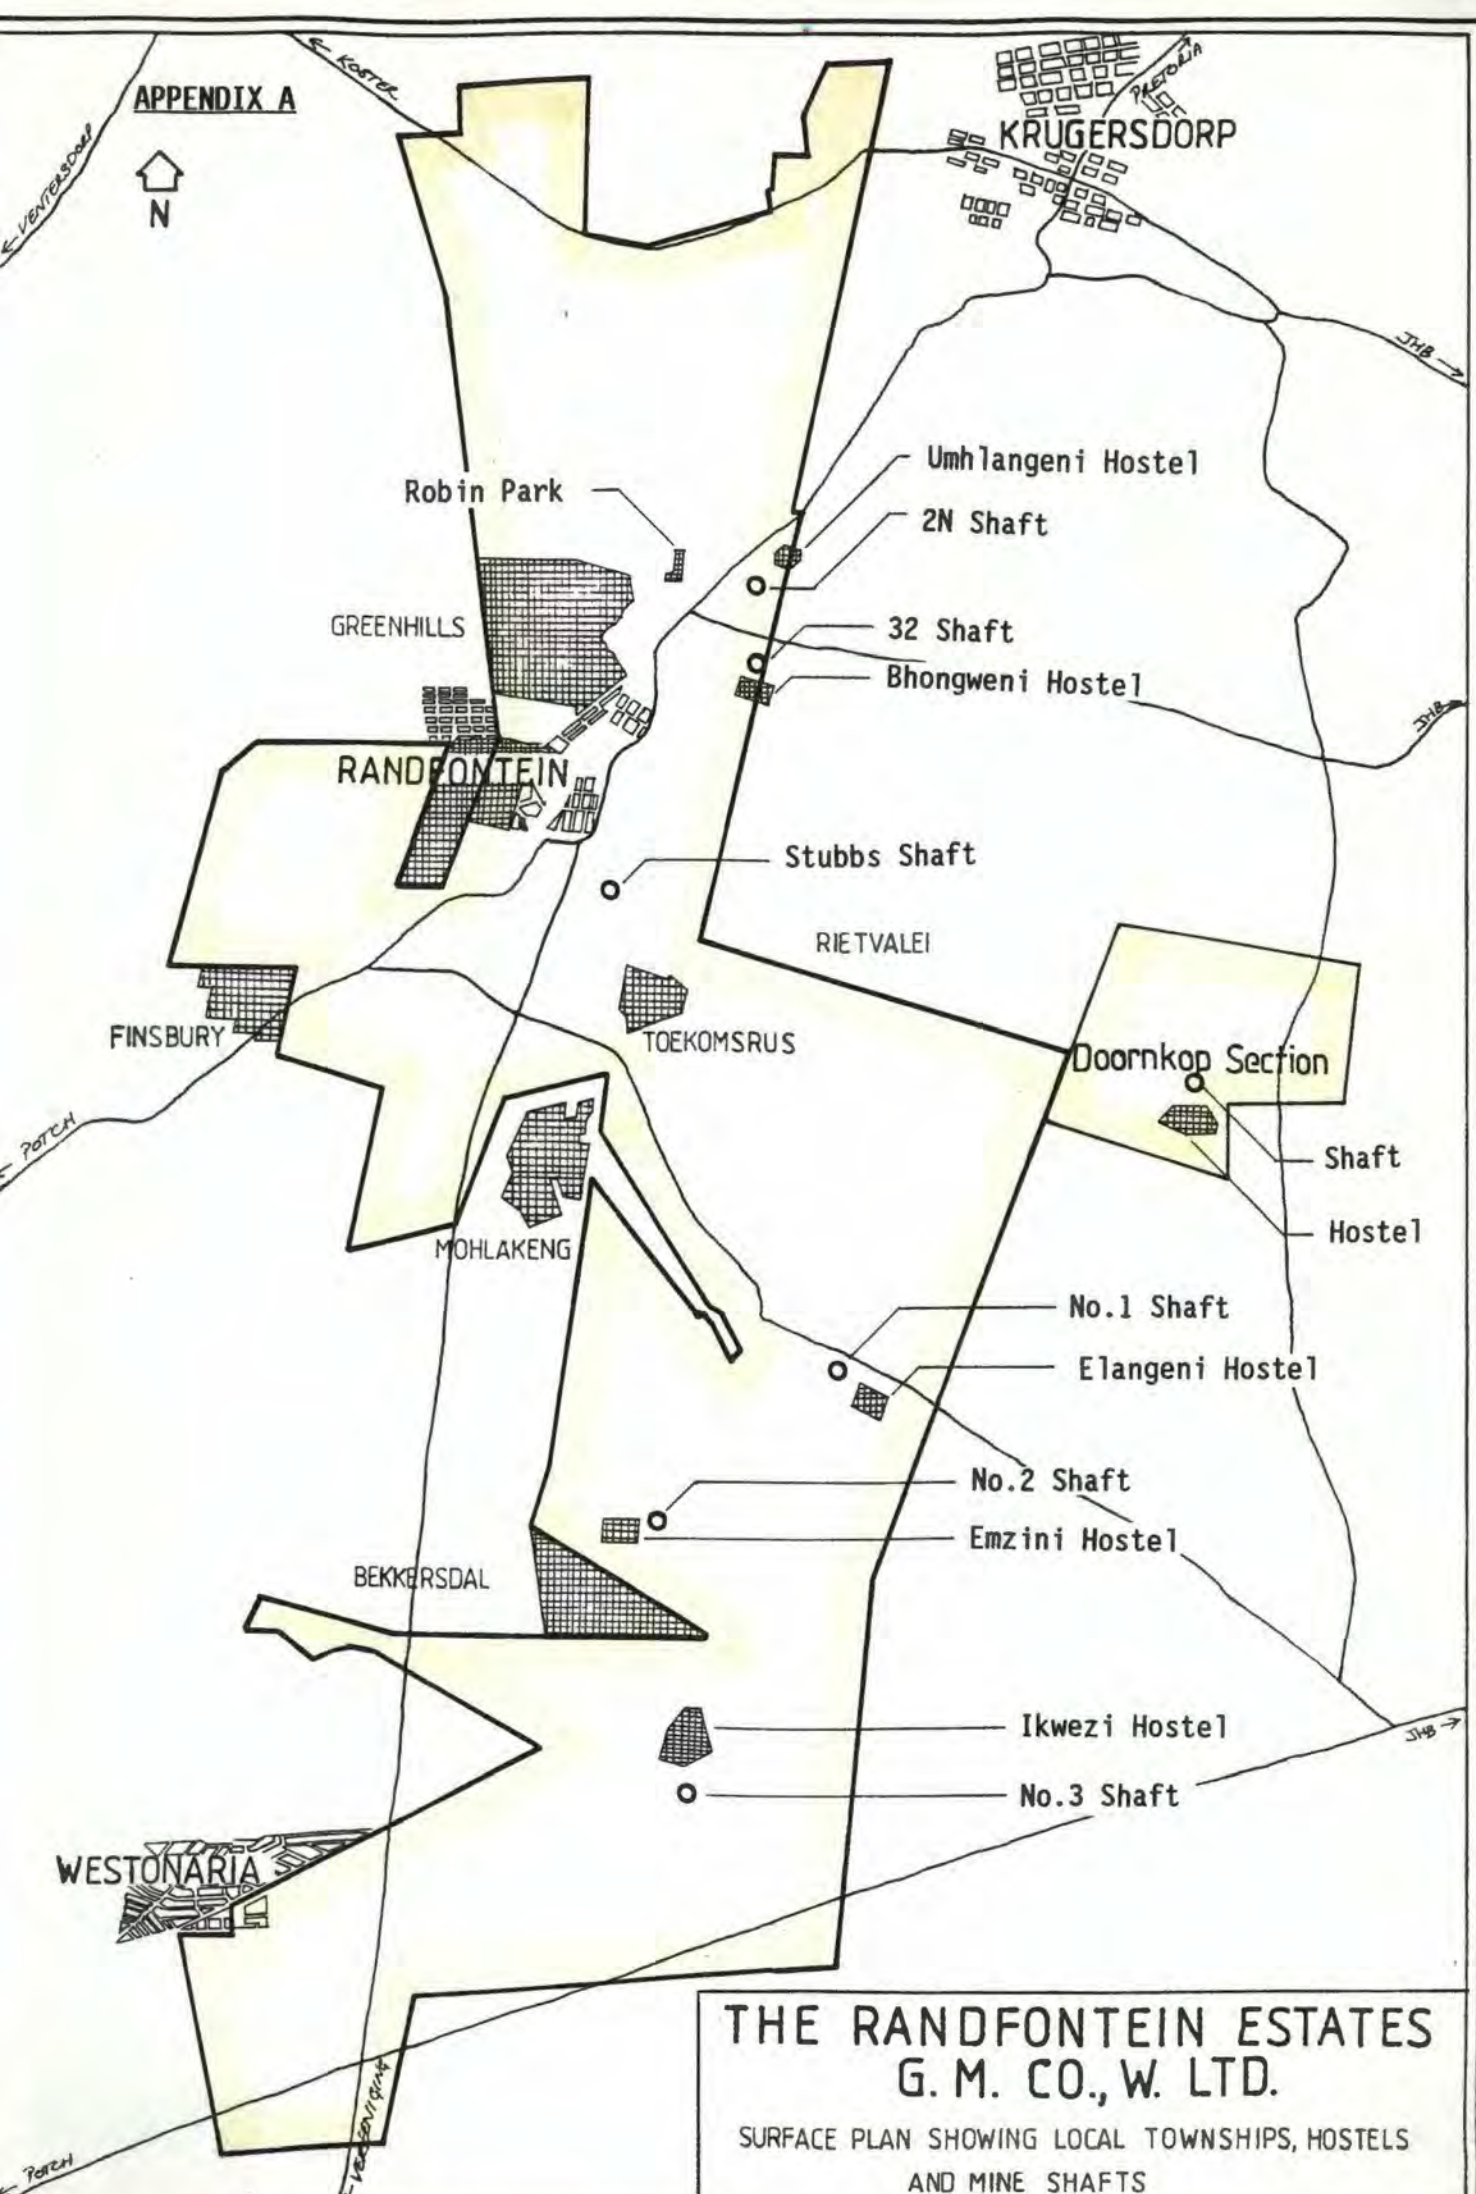 ← KOSTER
PRETORIA
APPENDIX A
KRUGERSDORP
← VENTERSDORP
N
JHB →
Umhlangeni Hostel
Robin Park
2N Shaft
GREENHILLS
32 Shaft
Bhongweni Hostel
JHB →
RANDFONTEIN
Stubbs Shaft
RIETVALEI
FINSBURY
TOEKOMSRUS
Doornkop Section
← POTCH
Shaft
Hostel
MOHLAKENG
No.1 Shaft
Elangeni Hostel
No.2 Shaft
Emzini Hostel
BEKKERSDAL
Ikwezi Hostel
JHB →
No.3 Shaft
WESTONARIA
THE RANDFONTEIN ESTATES
G. M. CO., W. LTD.
SURFACE PLAN SHOWING LOCAL TOWNSHIPS, HOSTELS
AND MINE SHAFTS
← VEREENIGING
← POTCH